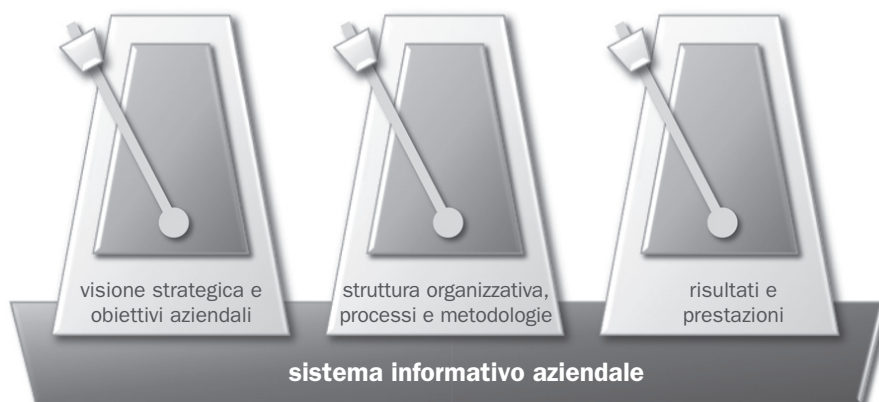 visione strategica e
obiettivi aziendali
struttura organizzativa,
processi e metodologie
risultati e
prestazioni
sistema informativo aziendale